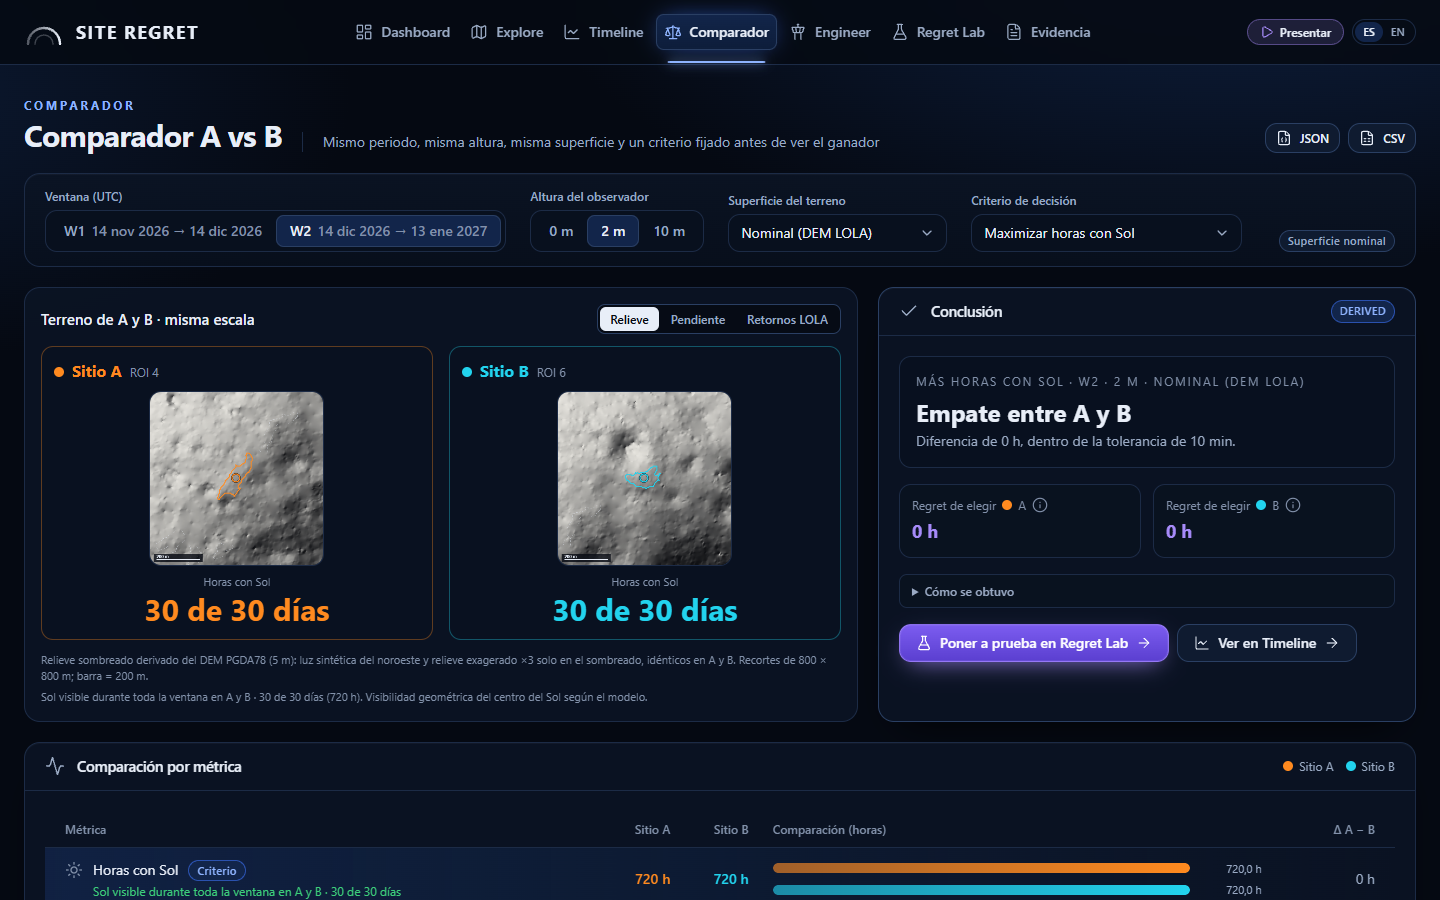 SITE REGRET
Dashboard
Explore
Timeline
Comparador
Engineer
Regret Lab
Evidencia
Presentar
ES EN
COMPARADOR
Comparador A vs B
Mismo periodo, misma altura, misma superficie y un criterio fijado antes de ver el ganador
JSON
CSV
Ventana (UTC)
W1 14 nov 2026 → 14 dic 2026
W2 14 dic 2026 → 13 ene 2027
Altura del observador
0 m
2 m
10 m
Superficie del terreno
Nominal (DEM LOLA)
Criterio de decisión
Maximizar horas con Sol
Superficie nominal
Terreno de A y B · misma escala
Relieve
Pendiente
Retornos LOLA
Sitio A ROI 4
Horas con Sol
30 de 30 días
Sitio B ROI 6
Horas con Sol
30 de 30 días
Relieve sombreado derivado del DEM PGDA78 (5 m): luz sintética del noroeste y relieve exagerado ×3 solo en el sombreado, idénticos en A y B. Recortes de 800 ×
800 m; barra = 200 m.
Sol visible durante toda la ventana en A y B · 30 de 30 días (720 h). Visibilidad geométrica del centro del Sol según el modelo.
Conclusión
DERIVED
MÁS HORAS CON SOL · W2 · 2 M · NOMINAL (DEM LOLA)
Empate entre A y B
Diferencia de 0 h, dentro de la tolerancia de 10 min.
Regret de elegir A
0 h
Regret de elegir B
0 h
Cómo se obtuvo
Poner a prueba en Regret Lab →
Ver en Timeline →
Comparación por métrica
Sitio A
Sitio B
Métrica
Sitio A
Sitio B
Comparación (horas)
Δ A − B
Horas con Sol
Criterio
Sol visible durante toda la ventana en A y B · 30 de 30 días
720 h
720 h
720,0 h
720,0 h
0 h